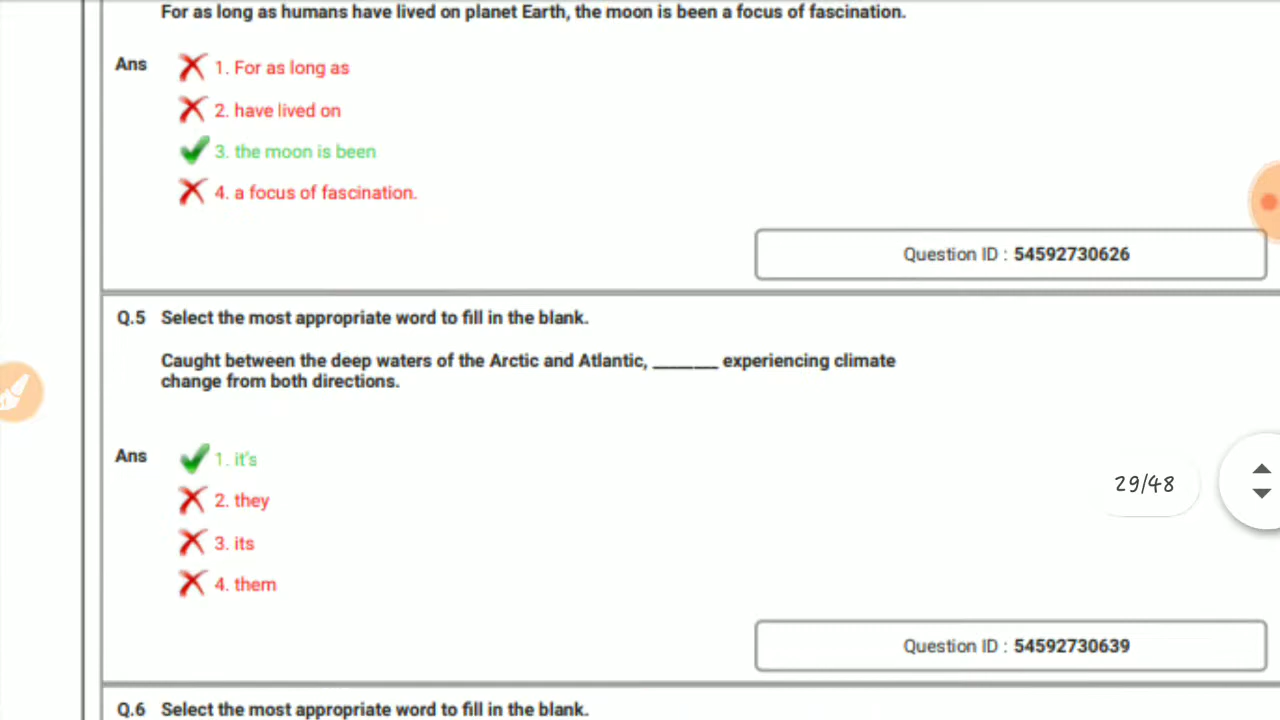 For as long as humans have lived on planet Earth, the moon is been a focus of fascination.
Ans
1. For as long as
2. have lived on
3. the moon is been
4. a focus of fascination.
Question ID : 54592730626
Q.5 Select the most appropriate word to fill in the blank.
Caught between the deep waters of the Arctic and Atlantic, _______ experiencing climate
change from both directions.
Ans
1. it's
2. they
3. its
4. them
29/48
Question ID : 54592730639
Q.6 Select the most appropriate word to fill in the blank.